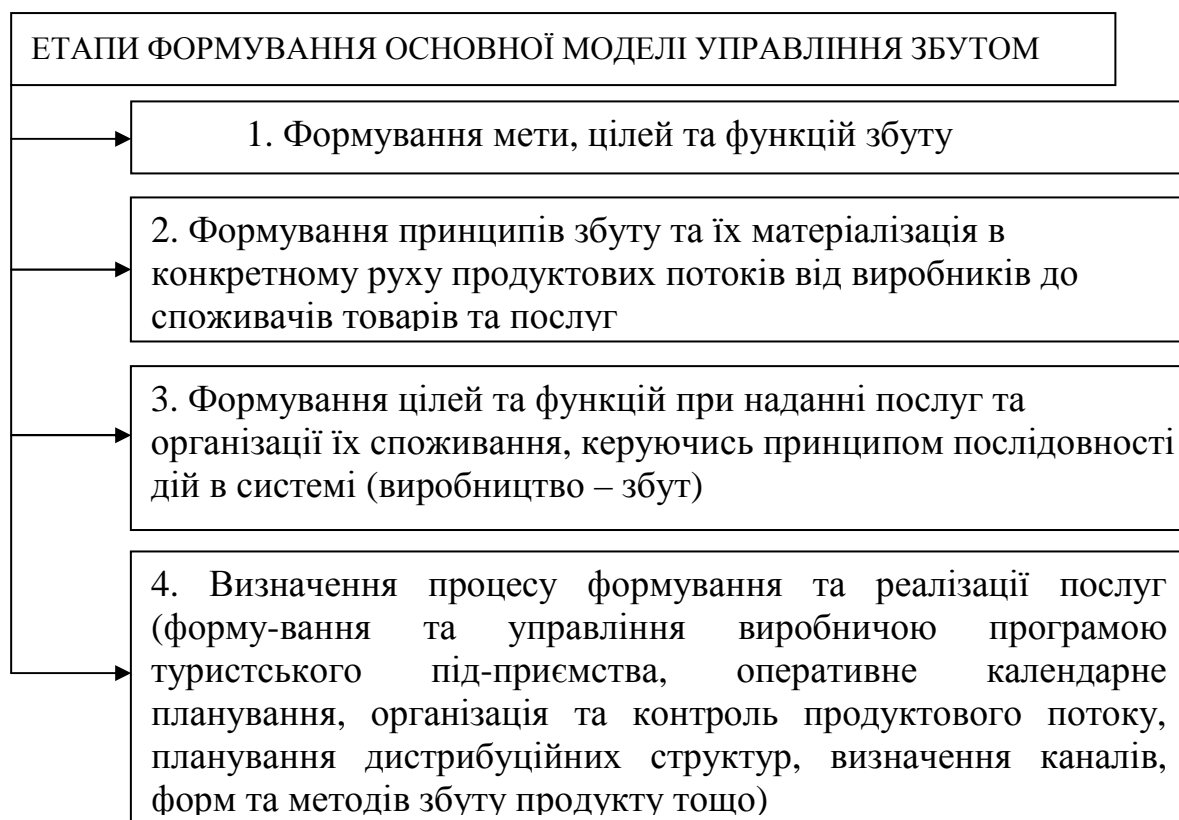 ЕТАПИ ФОРМУВАННЯ ОСНОВНОЇ МОДЕЛІ УПРАВЛІННЯ ЗБУТОМ
1. Формування мети, цілей та функцій збуту
2. Формування принципів збуту та їх матеріалізація в
конкретному руху продуктових потоків від виробників до
споживачів товарів та послуг
3. Формування цілей та функцій при наданні послуг та
організації їх споживання, керуючись принципом послідовності
дій в системі (виробництво – збут)
4. Визначення процесу формування та реалізації послуг
(форму-вання та управління виробничою програмою
туристського під-приємства, оперативне календарне
планування, організація та контроль продуктового потоку,
планування дистрибуційних структур, визначення каналів,
форм та методів збуту продукту тощо)